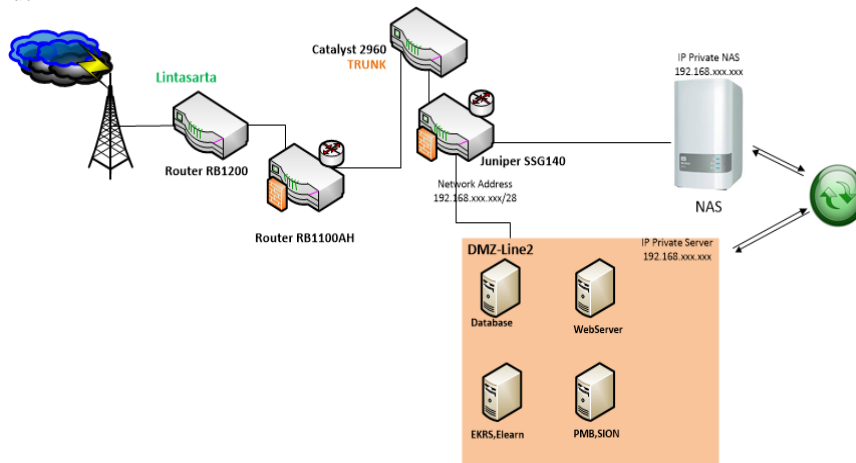 Catalyst 2960
TRUNK
Lintasarta
Router RB1200
Router RB1100AH
Juniper SSG140
Network Address
192.168.xxx.xxx/28
IP Private NAS
192.168.xxx.xxx
NAS
DMZ-Line2
IP Private Server
192.168.xxx.xxx
Database
WebServer
EKRS,Elearn
PMB,SION